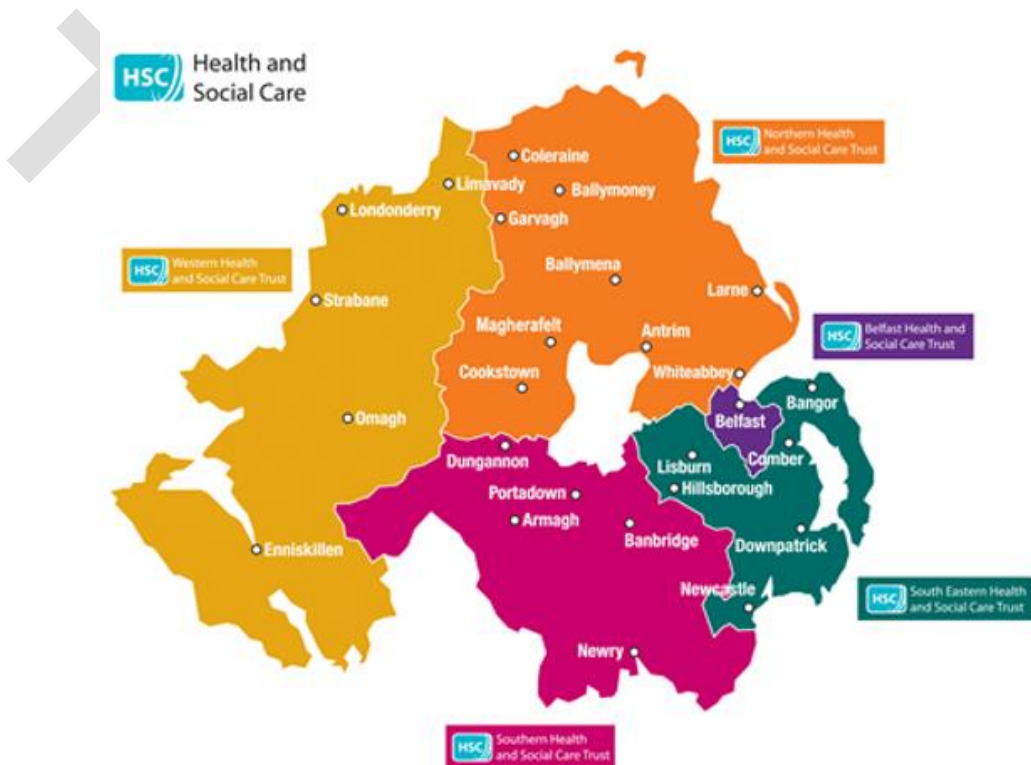 HSC Health and
Social Care
HSC Northern Health
and Social Care Trust
Coleraine
Limavady
Ballymoney
Londonderry
Garvagh
HSC Western Health
and Social Care Trust
Ballymena
Larne
Strabane
Magherafelt
Antrim
HSC Belfast Health and
Social Care Trust
Cookstown
Whiteabbey
Bangor
Omagh
Belfast
Dungannon
Comber
Lisburn
Portadown
Hillsborough
Armagh
Banbridge
Enniskillen
Downpatrick
Newcastle
HSC South Eastern Health
and Social Care Trust
Newry
HSC Southern Health
and Social Care Trust